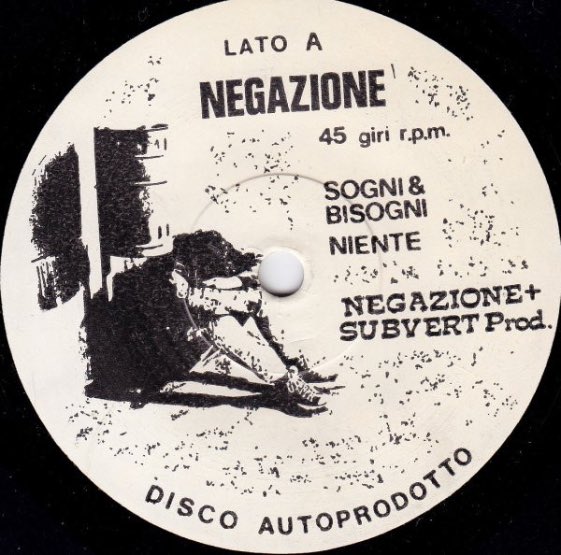 LATO A
NEGAZIONE
45 giri r.p.m.
SOGNI &
BISOGNI
NIENTE
NEGAZIONE+
SUBVERT Prod.
DISCO AUTOPRODOTTO